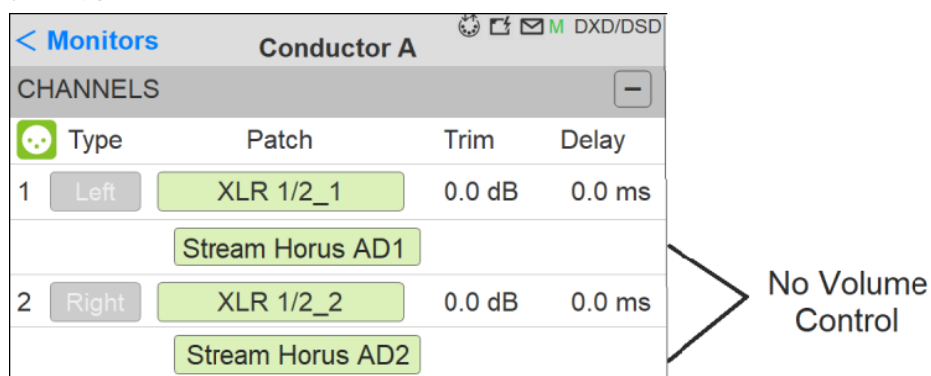 < Monitors Conductor A M DXD/DSD
CHANNELS −
Type Patch Trim Delay
1 Left XLR 1/2_1 0.0 dB 0.0 ms
Stream Horus AD1
2 Right XLR 1/2_2 0.0 dB 0.0 ms
Stream Horus AD2
No Volume
Control